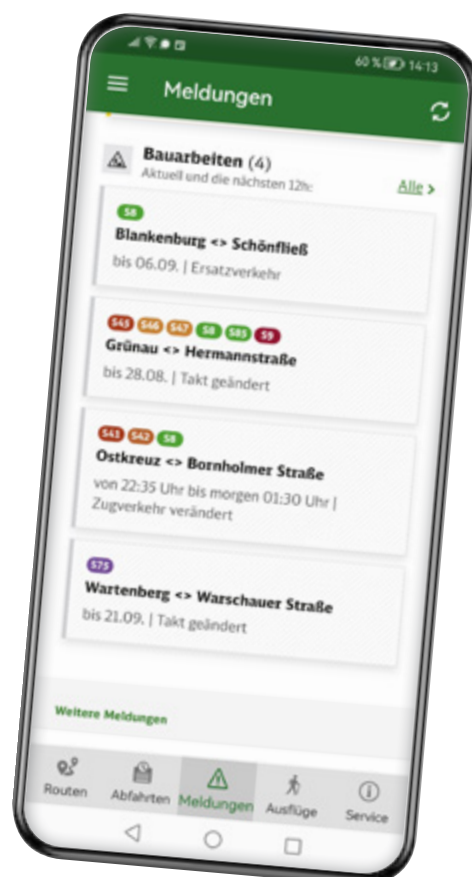 60 % 14:13
Meldungen
Bauarbeiten (4)
Aktuell und die nächsten 12h:
Alle >
S8
Blankenburg <> Schönfließ
bis 06.09. | Ersatzverkehr
S45 S46 S47 S8 S85 S9
Grünau <> Hermannstraße
bis 28.08. | Takt geändert
S41 S42 S8
Ostkreuz <> Bornholmer Straße
von 22:35 Uhr bis morgen 01:30 Uhr |
Zugverkehr verändert
S75
Wartenberg <> Warschauer Straße
bis 21.09. | Takt geändert
Weitere Meldungen
Routen Abfahrten Meldungen Ausflüge Service